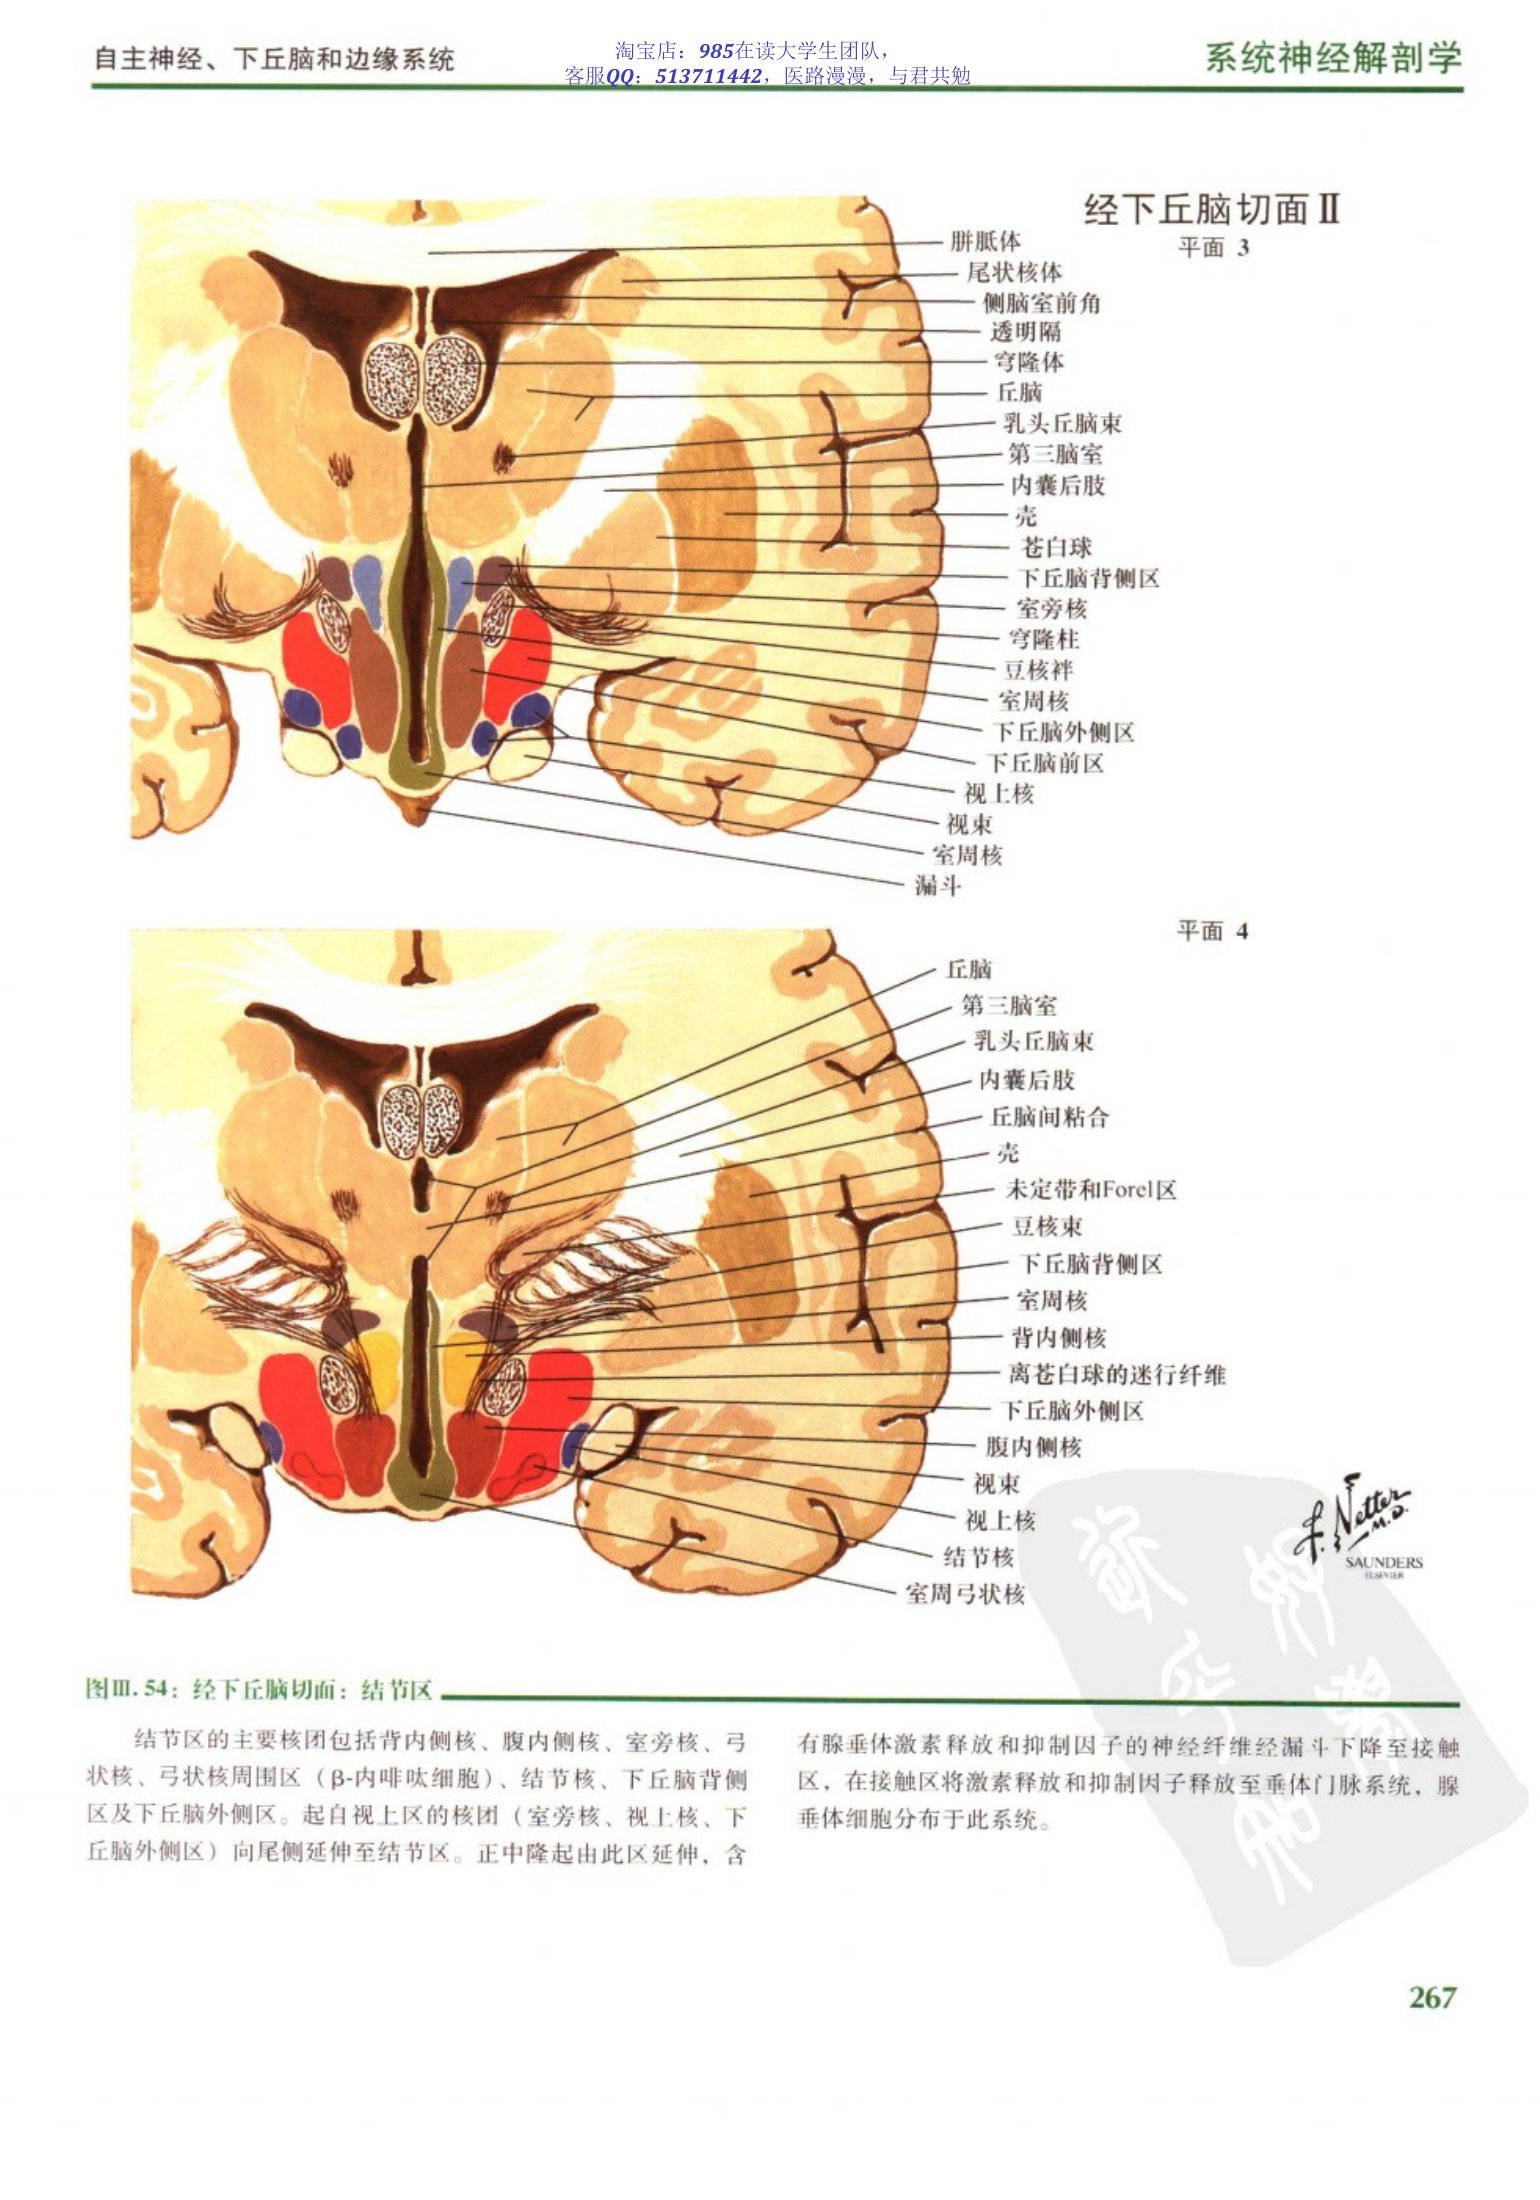 自主神经、下丘脑和边缘系统
淘宝店：985在读大学生团队，
客服QQ：513711442，医路漫漫，与君共勉
系统神经解剖学
经下丘脑切面Ⅱ
平面 3
胼胝体
尾状核体
侧脑室前角
透明隔
穹隆体
丘脑
乳头丘脑束
第三脑室
内囊后肢
壳
苍白球
下丘脑背侧区
室旁核
穹隆柱
豆核袢
室周核
下丘脑外侧区
下丘脑前区
视上核
视束
室周核
漏斗
平面 4
丘脑
第三脑室
乳头丘脑束
内囊后肢
丘脑间粘合
壳
未定带和Forel区
豆核束
下丘脑背侧区
室周核
背内侧核
离苍白球的迷行纤维
下丘脑外侧区
腹内侧核
视束
视上核
结节核
室周弓状核
F. Netter
M.D.
SAUNDERS
ELSEVIER
图Ⅲ. 54：经下丘脑切面：结节区
结节区的主要核团包括背内侧核、腹内侧核、室旁核、弓
状核、弓状核周围区（β-内啡肽细胞）、结节核、下丘脑背侧
区及下丘脑外侧区。起自视上区的核团（室旁核、视上核、下
丘脑外侧区）向尾侧延伸至结节区。正中隆起由此区延伸，含
有腺垂体激素释放和抑制因子的神经纤维经漏斗下降至接触
区，在接触区将激素释放和抑制因子释放至垂体门脉系统，腺
垂体细胞分布于此系统。
267